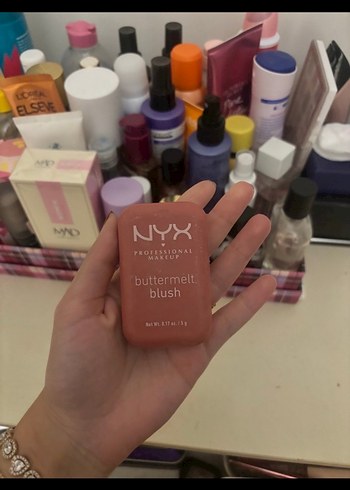 L'ORÉAL
ELSEVE
MAD
NYX
PROFESSIONAL
MAKEUP
buttermelt
blush
Net Wt. 0.17 oz. / 5 g